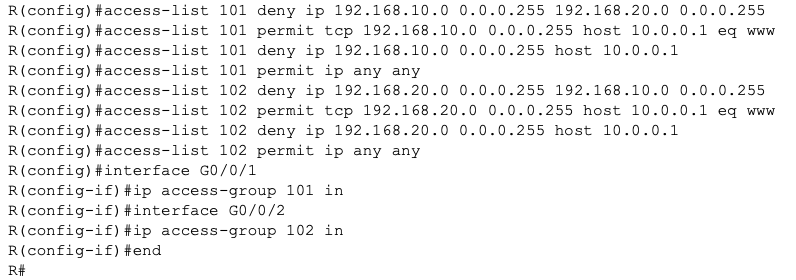 R(config)#access-list 101 deny ip 192.168.10.0 0.0.0.255 192.168.20.0 0.0.0.255
R(config)#access-list 101 permit tcp 192.168.10.0 0.0.0.255 host 10.0.0.1 eq www
R(config)#access-list 101 deny ip 192.168.10.0 0.0.0.255 host 10.0.0.1
R(config)#access-list 101 permit ip any any
R(config)#access-list 102 deny ip 192.168.20.0 0.0.0.255 192.168.10.0 0.0.0.255
R(config)#access-list 102 permit tcp 192.168.20.0 0.0.0.255 host 10.0.0.1 eq www
R(config)#access-list 102 deny ip 192.168.20.0 0.0.0.255 host 10.0.0.1
R(config)#access-list 102 permit ip any any
R(config)#interface G0/0/1
R(config-if)#ip access-group 101 in
R(config-if)#interface G0/0/2
R(config-if)#ip access-group 102 in
R(config-if)#end
R#